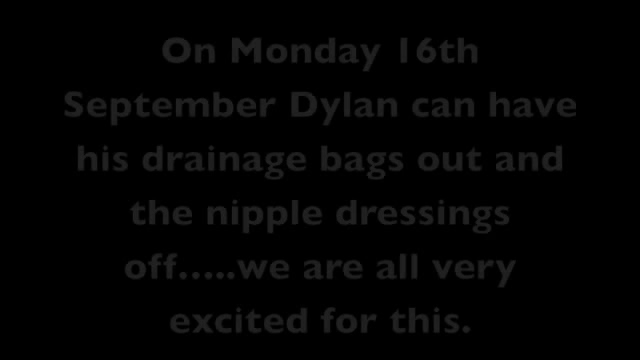 On Monday 16th
September Dylan can have
his drainage bags out and
the nipple dressings
off.....we are all very
excited for this.